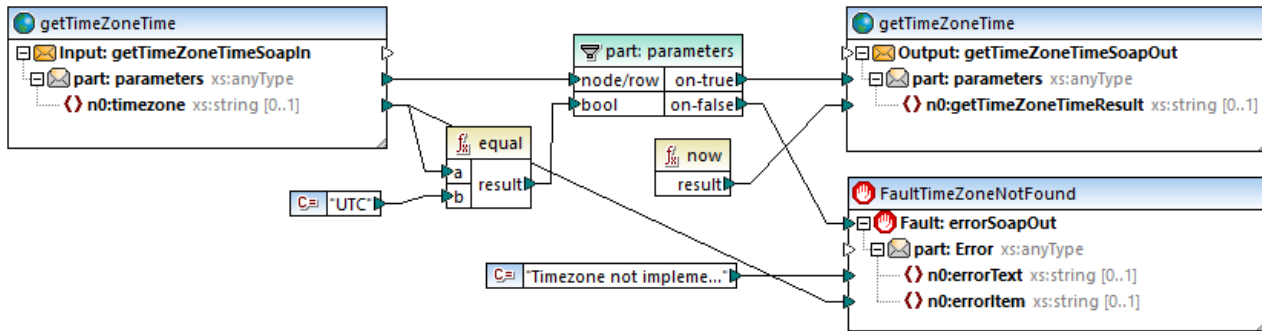 getTimeZoneTime
Input: getTimeZoneTimeSoapIn
part: parameters xs:anyType
n0:timezone xs:string [0..1]
part: parameters
node/row on-true
bool on-false
equal
a
result
b
C= "UTC"
now
result
C= "Timezone not impleme..."
getTimeZoneTime
Output: getTimeZoneTimeSoapOut
part: parameters xs:anyType
n0:getTimeZoneTimeResult xs:string [0..1]
FaultTimeZoneNotFound
Fault: errorSoapOut
part: Error xs:anyType
n0:errorText xs:string [0..1]
n0:errorItem xs:string [0..1]